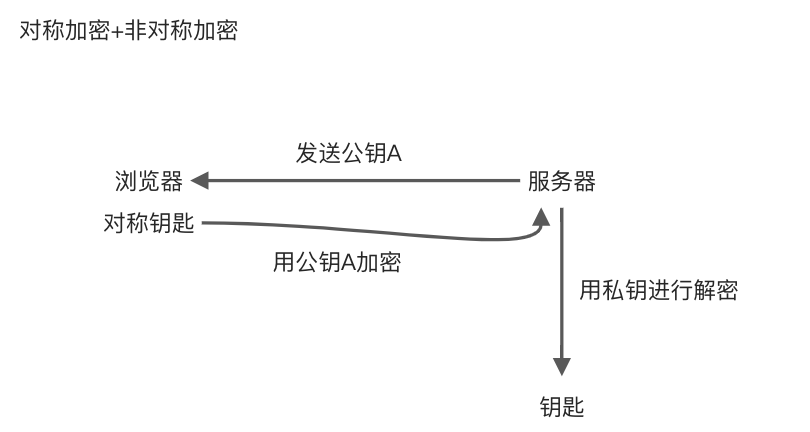 对称加密+非对称加密
发送公钥A
浏览器
服务器
对称钥匙
用公钥A加密
用私钥进行解密
钥匙